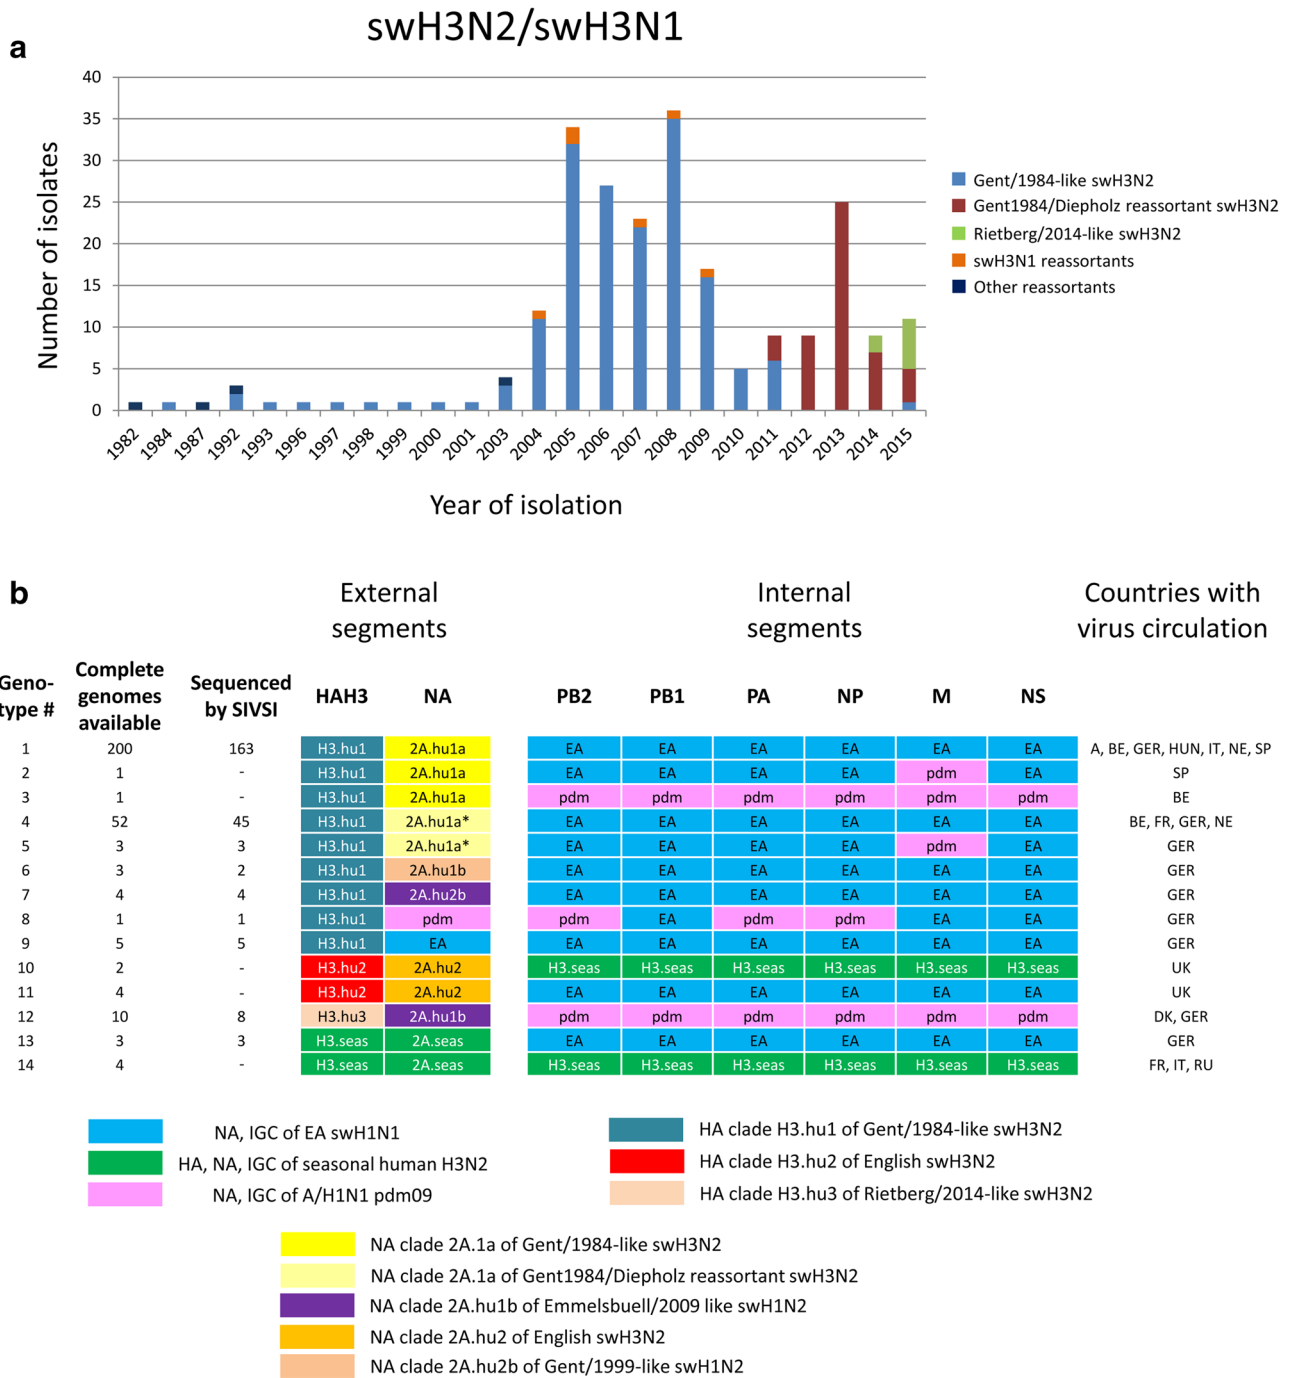 swH3N2/swH3N1
a
Number of isolates
40
35
30
25
20
15
10
5
0
1982 1984 1987 1992 1993 1996 1997 1998 1999 2000 2001 2003 2004 2005 2006 2007 2008 2009 2010 2011 2012 2013 2014 2015
Year of isolation
Gent/1984-like swH3N2
Gent1984/Diepholz reassortant swH3N2
Rietberg/2014-like swH3N2
swH3N1 reassortants
Other reassortants
b
External segments
Internal segments
Countries with virus circulation
Geno-type # Complete genomes available Sequenced by SIVSI HAH3 NA PB2 PB1 PA NP M NS
1 200 163 H3.hu1 2A.hu1a EA EA EA EA EA EA A, BE, GER, HUN, IT, NE, SP
2 1 - H3.hu1 2A.hu1a EA EA EA EA pdm EA SP
3 1 - H3.hu1 2A.hu1a pdm pdm pdm pdm pdm pdm BE
4 52 45 H3.hu1 2A.hu1a* EA EA EA EA EA EA BE, FR, GER, NE
5 3 3 H3.hu1 2A.hu1a* EA EA EA EA pdm EA GER
6 3 2 H3.hu1 2A.hu1b EA EA EA EA EA EA GER
7 4 4 H3.hu1 2A.hu2b EA EA EA EA EA EA GER
8 1 1 H3.hu1 pdm pdm EA pdm pdm EA EA GER
9 5 5 H3.hu1 EA EA EA EA EA EA EA GER
10 2 - H3.hu2 2A.hu2 H3.seas H3.seas H3.seas H3.seas H3.seas H3.seas UK
11 4 - H3.hu2 2A.hu2 EA EA EA EA EA EA UK
12 10 8 H3.hu3 2A.hu1b pdm pdm pdm pdm pdm pdm DK, GER
13 3 3 H3.seas 2A.seas EA EA EA EA EA EA GER
14 4 - H3.seas 2A.seas H3.seas H3.seas H3.seas H3.seas H3.seas H3.seas FR, IT, RU
NA, IGC of EA swH1N1
HA, NA, IGC of seasonal human H3N2
NA, IGC of A/H1N1 pdm09
HA clade H3.hu1 of Gent/1984-like swH3N2
HA clade H3.hu2 of English swH3N2
HA clade H3.hu3 of Rietberg/2014-like swH3N2
NA clade 2A.1a of Gent/1984-like swH3N2
NA clade 2A.1a of Gent1984/Diepholz reassortant swH3N2
NA clade 2A.hu1b of Emmelsbuell/2009 like swH1N2
NA clade 2A.hu2 of English swH3N2
NA clade 2A.hu2b of Gent/1999-like swH1N2